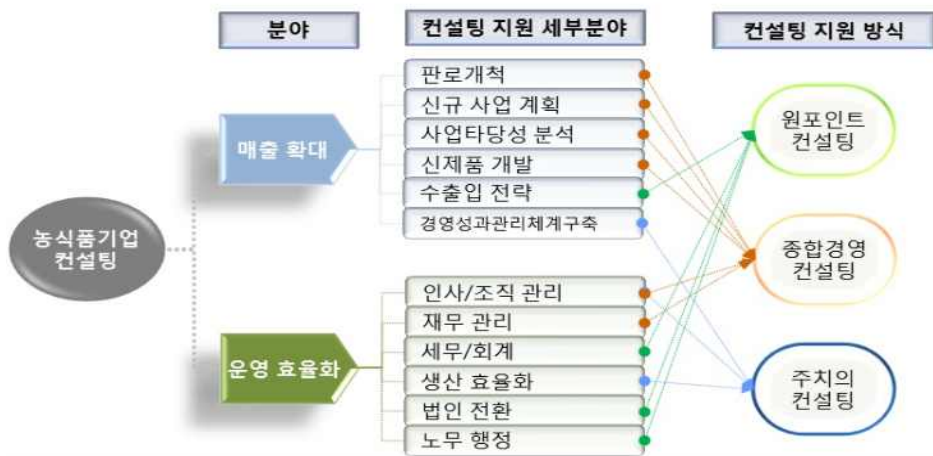 분야
컨설팅 지원 세부분야
컨설팅 지원 방식
농식품기업
컨설팅
매출 확대
판로개척
신규 사업 계획
사업타당성 분석
신제품 개발
수출입 전략
경영성과관리체계구축
운영 효율화
인사/조직 관리
재무 관리
세무/회계
생산 효율화
법인 전환
노무 행정
원포인트
컨설팅
종합경영
컨설팅
주치의
컨설팅